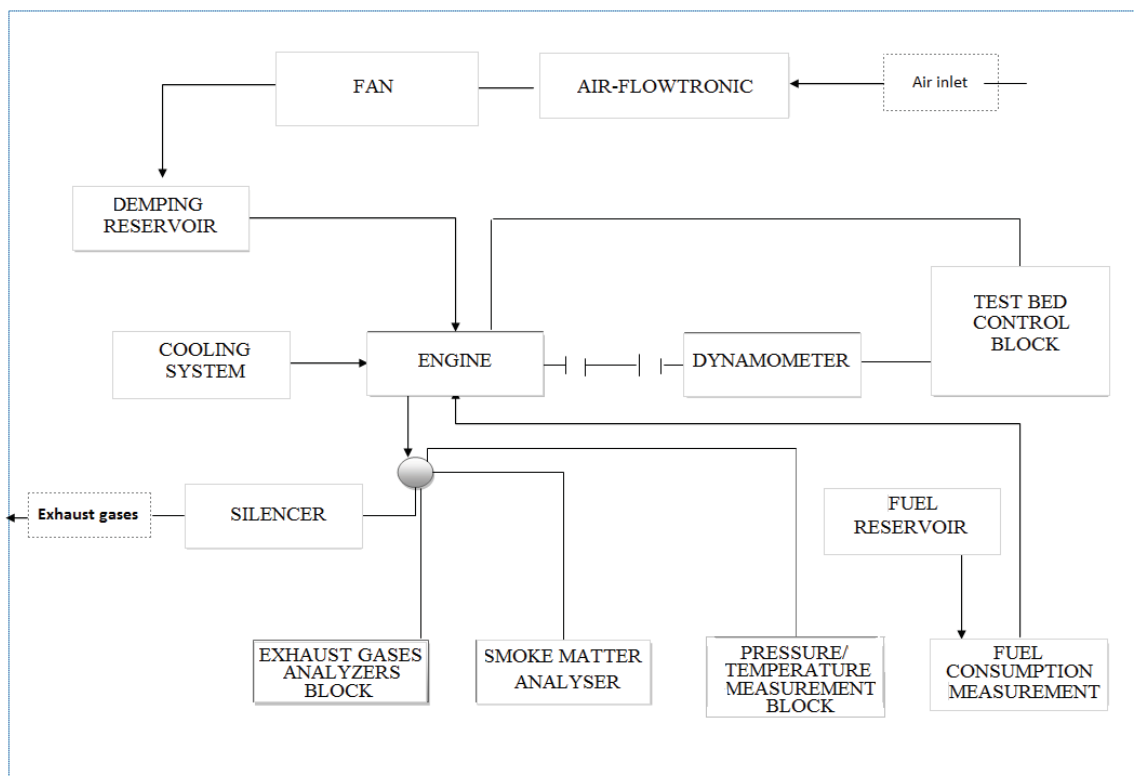 FAN
AIR-FLOWTRONIC
Air inlet
DEMPING
RESERVOIR
TEST BED
CONTROL
BLOCK
COOLING
SYSTEM
ENGINE
DYNAMOMETER
Exhaust gases
SILENCER
FUEL
RESERVOIR
EXHAUST GASES
ANALYZERS
BLOCK
SMOKE MATTER
ANALYSER
PRESSURE/
TEMPERATURE
MEASUREMENT
BLOCK
FUEL
CONSUMPTION
MEASUREMENT